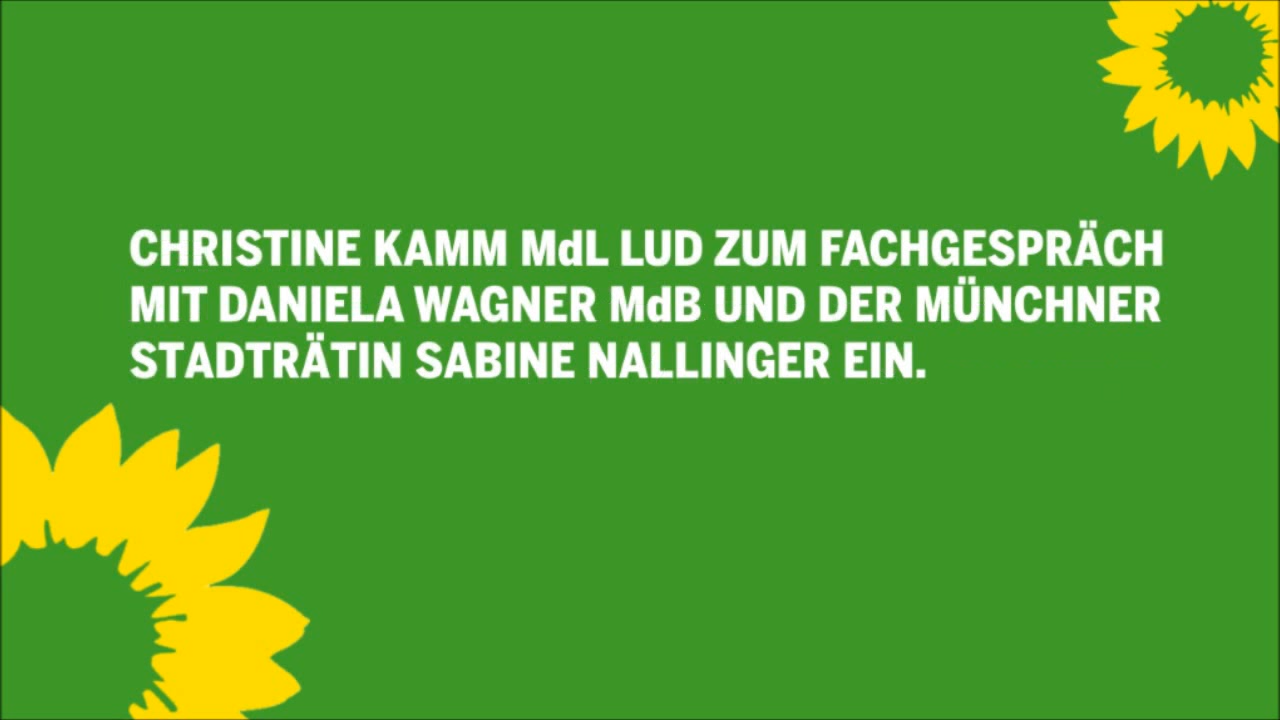 CHRISTINE KAMM MdL LUD ZUM FACHGESPRÄCH
MIT DANIELA WAGNER MdB UND DER MÜNCHNER
STADTRÄTIN SABINE NALLINGER EIN.